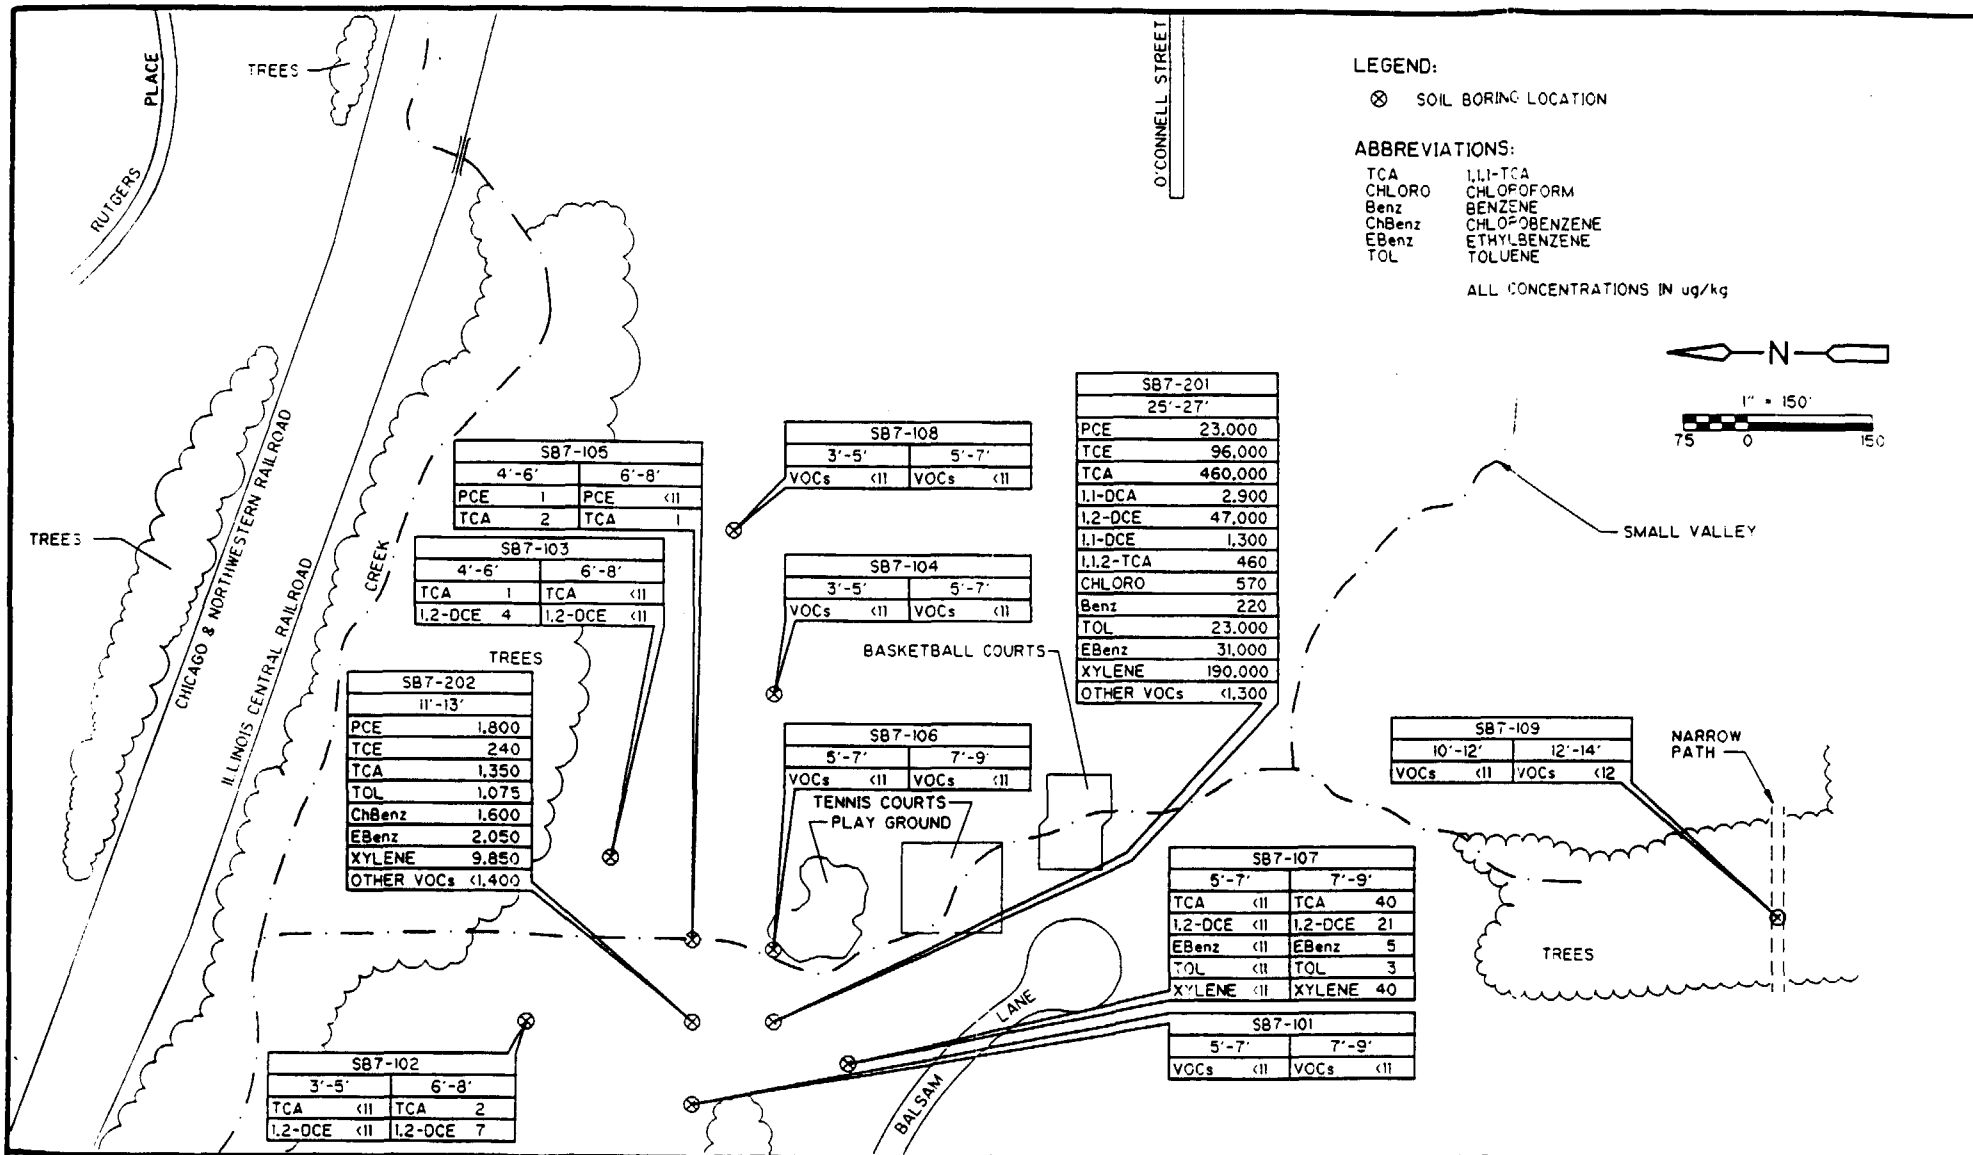 TREES
RUTGERS PLACE
O'CONNELL STREET
LEGEND:
SOIL BORING LOCATION
ABBREVIATIONS:
TCA 1,1,1-TCA
CHLORO CHLOROFORM
Benz BENZENE
ChBenz CHLOROBENZENE
EBenz ETHYLBENZENE
TOL TOLUENE
ALL CONCENTRATIONS IN ug/kg
N
1" = 150'
75 0 150
SMALL VALLEY
TREES
CHICAGO & NORTHWESTERN RAILROAD
ILLINOIS CENTRAL RAILROAD
CREEK
TREES
SB7-105
4'-6' 6'-8'
PCE 1 PCE <11
TCA 2 TCA 1
SB7-103
4'-6' 6'-8'
TCA 1 TCA <11
1,2-DCE 4 1,2-DCE <11
SB7-108
3'-5' 5'-7'
VOCs <11 VOCs <11
SB7-104
3'-5' 5'-7'
VOCs <11 VOCs <11
SB7-201
25'-27'
PCE 23,000
TCE 96,000
TCA 460,000
1,1-DCA 2,900
1,2-DCE 47,000
1,1-DCE 1,300
1,1,2-TCA 460
CHLORO 570
Benz 220
TOL 23,000
EBenz 31,000
XYLENE 190,000
OTHER VOCs <1,300
BASKETBALL COURTS
SB7-202
11'-13'
PCE 1,800
TCE 240
TCA 1,350
TOL 1,075
ChBenz 1,600
EBenz 2,050
XYLENE 9,850
OTHER VOCs <1,400
SB7-106
5'-7' 7'-9'
VOCs <11 VOCs <11
TENNIS COURTS
PLAY GROUND
SB7-109
10'-12' 12'-14'
VOCs <11 VOCs <12
NARROW
PATH
TREES
SB7-107
5'-7' 7'-9'
TCA <11 TCA 40
1,2-DCE <11 1,2-DCE 21
EBenz <11 EBenz 5
TOL <11 TOL 3
XYLENE <11 XYLENE 40
SB7-101
5'-7' 7'-9'
VOCs <11 VOCs <11
BALSAM LANE
SB7-102
3'-5' 6'-8'
TCA <11 TCA 2
1,2-DCE <11 1,2-DCE 7